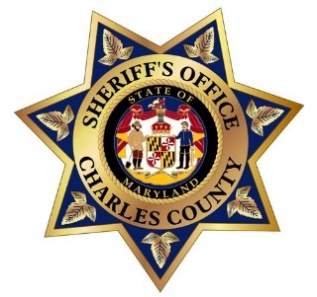 SHERIFF'S OFFICE
STATE OF
MARYLAND
CHARLES COUNTY